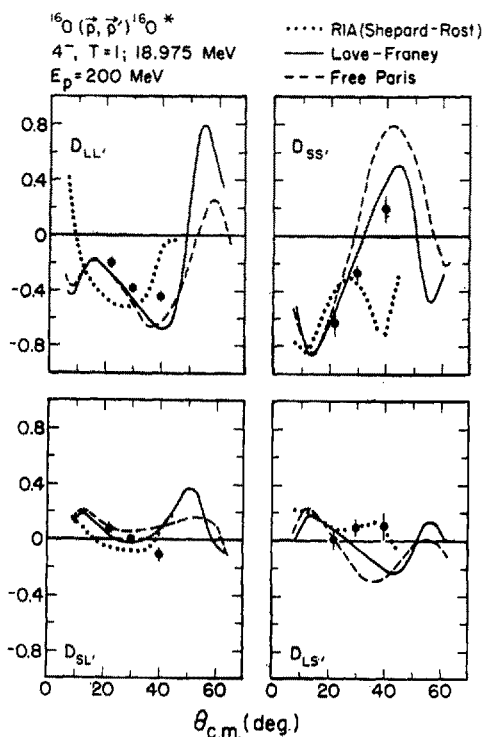 ¹⁶O (p⃗, p⃗′) ¹⁶O *
4⁻, T=1; 18.975 MeV
Eₚ=200 MeV
RIA (Shepard-Rost)
Love-Franey
Free Paris
D_LL′
D_SS′
0.8
0.4
0
-0.4
-0.8
D_SL′
D_LS′
0.8
0.4
0
-0.4
-0.8
0 20 40 60
0 20 40 60
θ_c.m. (deg.)